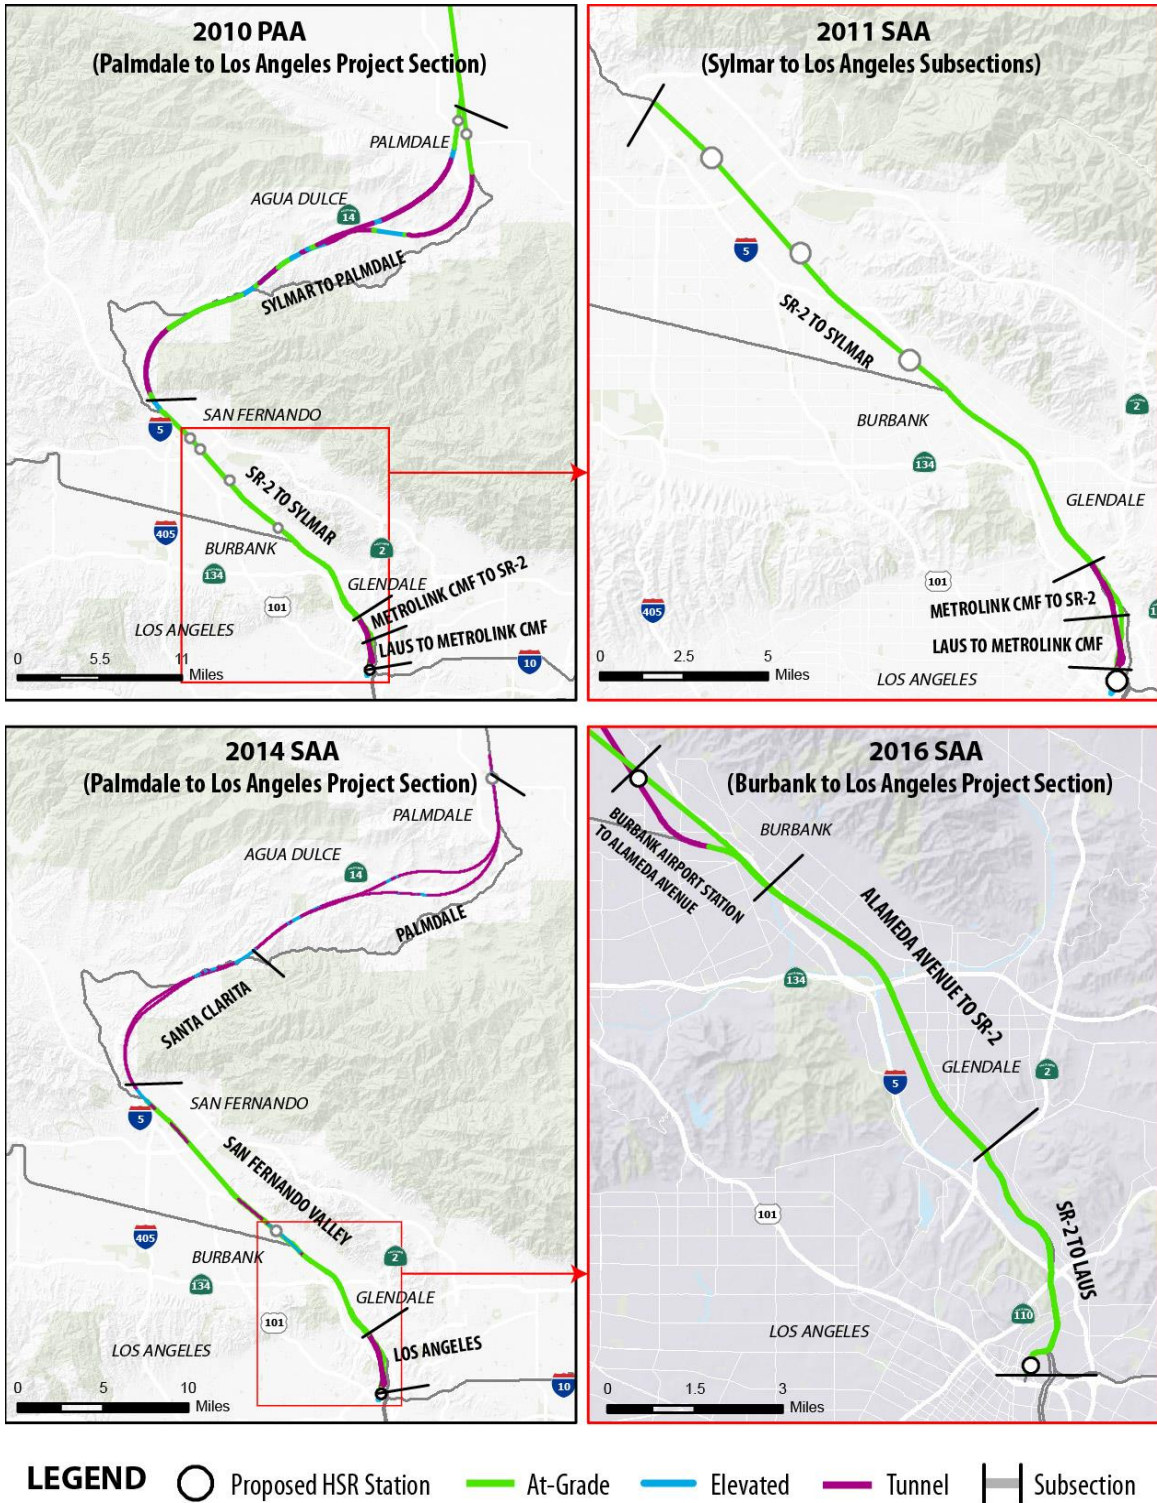 2010 PAA
(Palmdale to Los Angeles Project Section)
PALMDALE
AGUA DULCE
14
SYLMAR TO PALMDALE
SAN FERNANDO
5
SR-2 TO SYLMAR
405
BURBANK
134
2
GLENDALE
101
METROLINK CMF TO SR-2
LOS ANGELES
LAUS TO METROLINK CMF
10
0 5.5 11
Miles
2011 SAA
(Sylmar to Los Angeles Subsections)
5
SR-2 TO SYLMAR
2
BURBANK
134
GLENDALE
101
405
METROLINK CMF TO SR-2
LAUS TO METROLINK CMF
LOS ANGELES
0 2.5 5
Miles
2014 SAA
(Palmdale to Los Angeles Project Section)
PALMDALE
AGUA DULCE
14
PALMDALE
SANTA CLARITA
SAN FERNANDO
5
SAN FERNANDO VALLEY
405
BURBANK
2
134
GLENDALE
101
LOS ANGELES
LOS ANGELES
10
0 5 10
Miles
2016 SAA
(Burbank to Los Angeles Project Section)
BURBANK
BURBANK AIRPORT STATION
TO ALAMEDA AVENUE
ALAMEDA AVENUE TO SR-2
134
GLENDALE
2
5
101
SR-2 TO LAUS
110
LOS ANGELES
0 1.5 3
Miles
LEGEND Proposed HSR Station At-Grade Elevated Tunnel Subsection